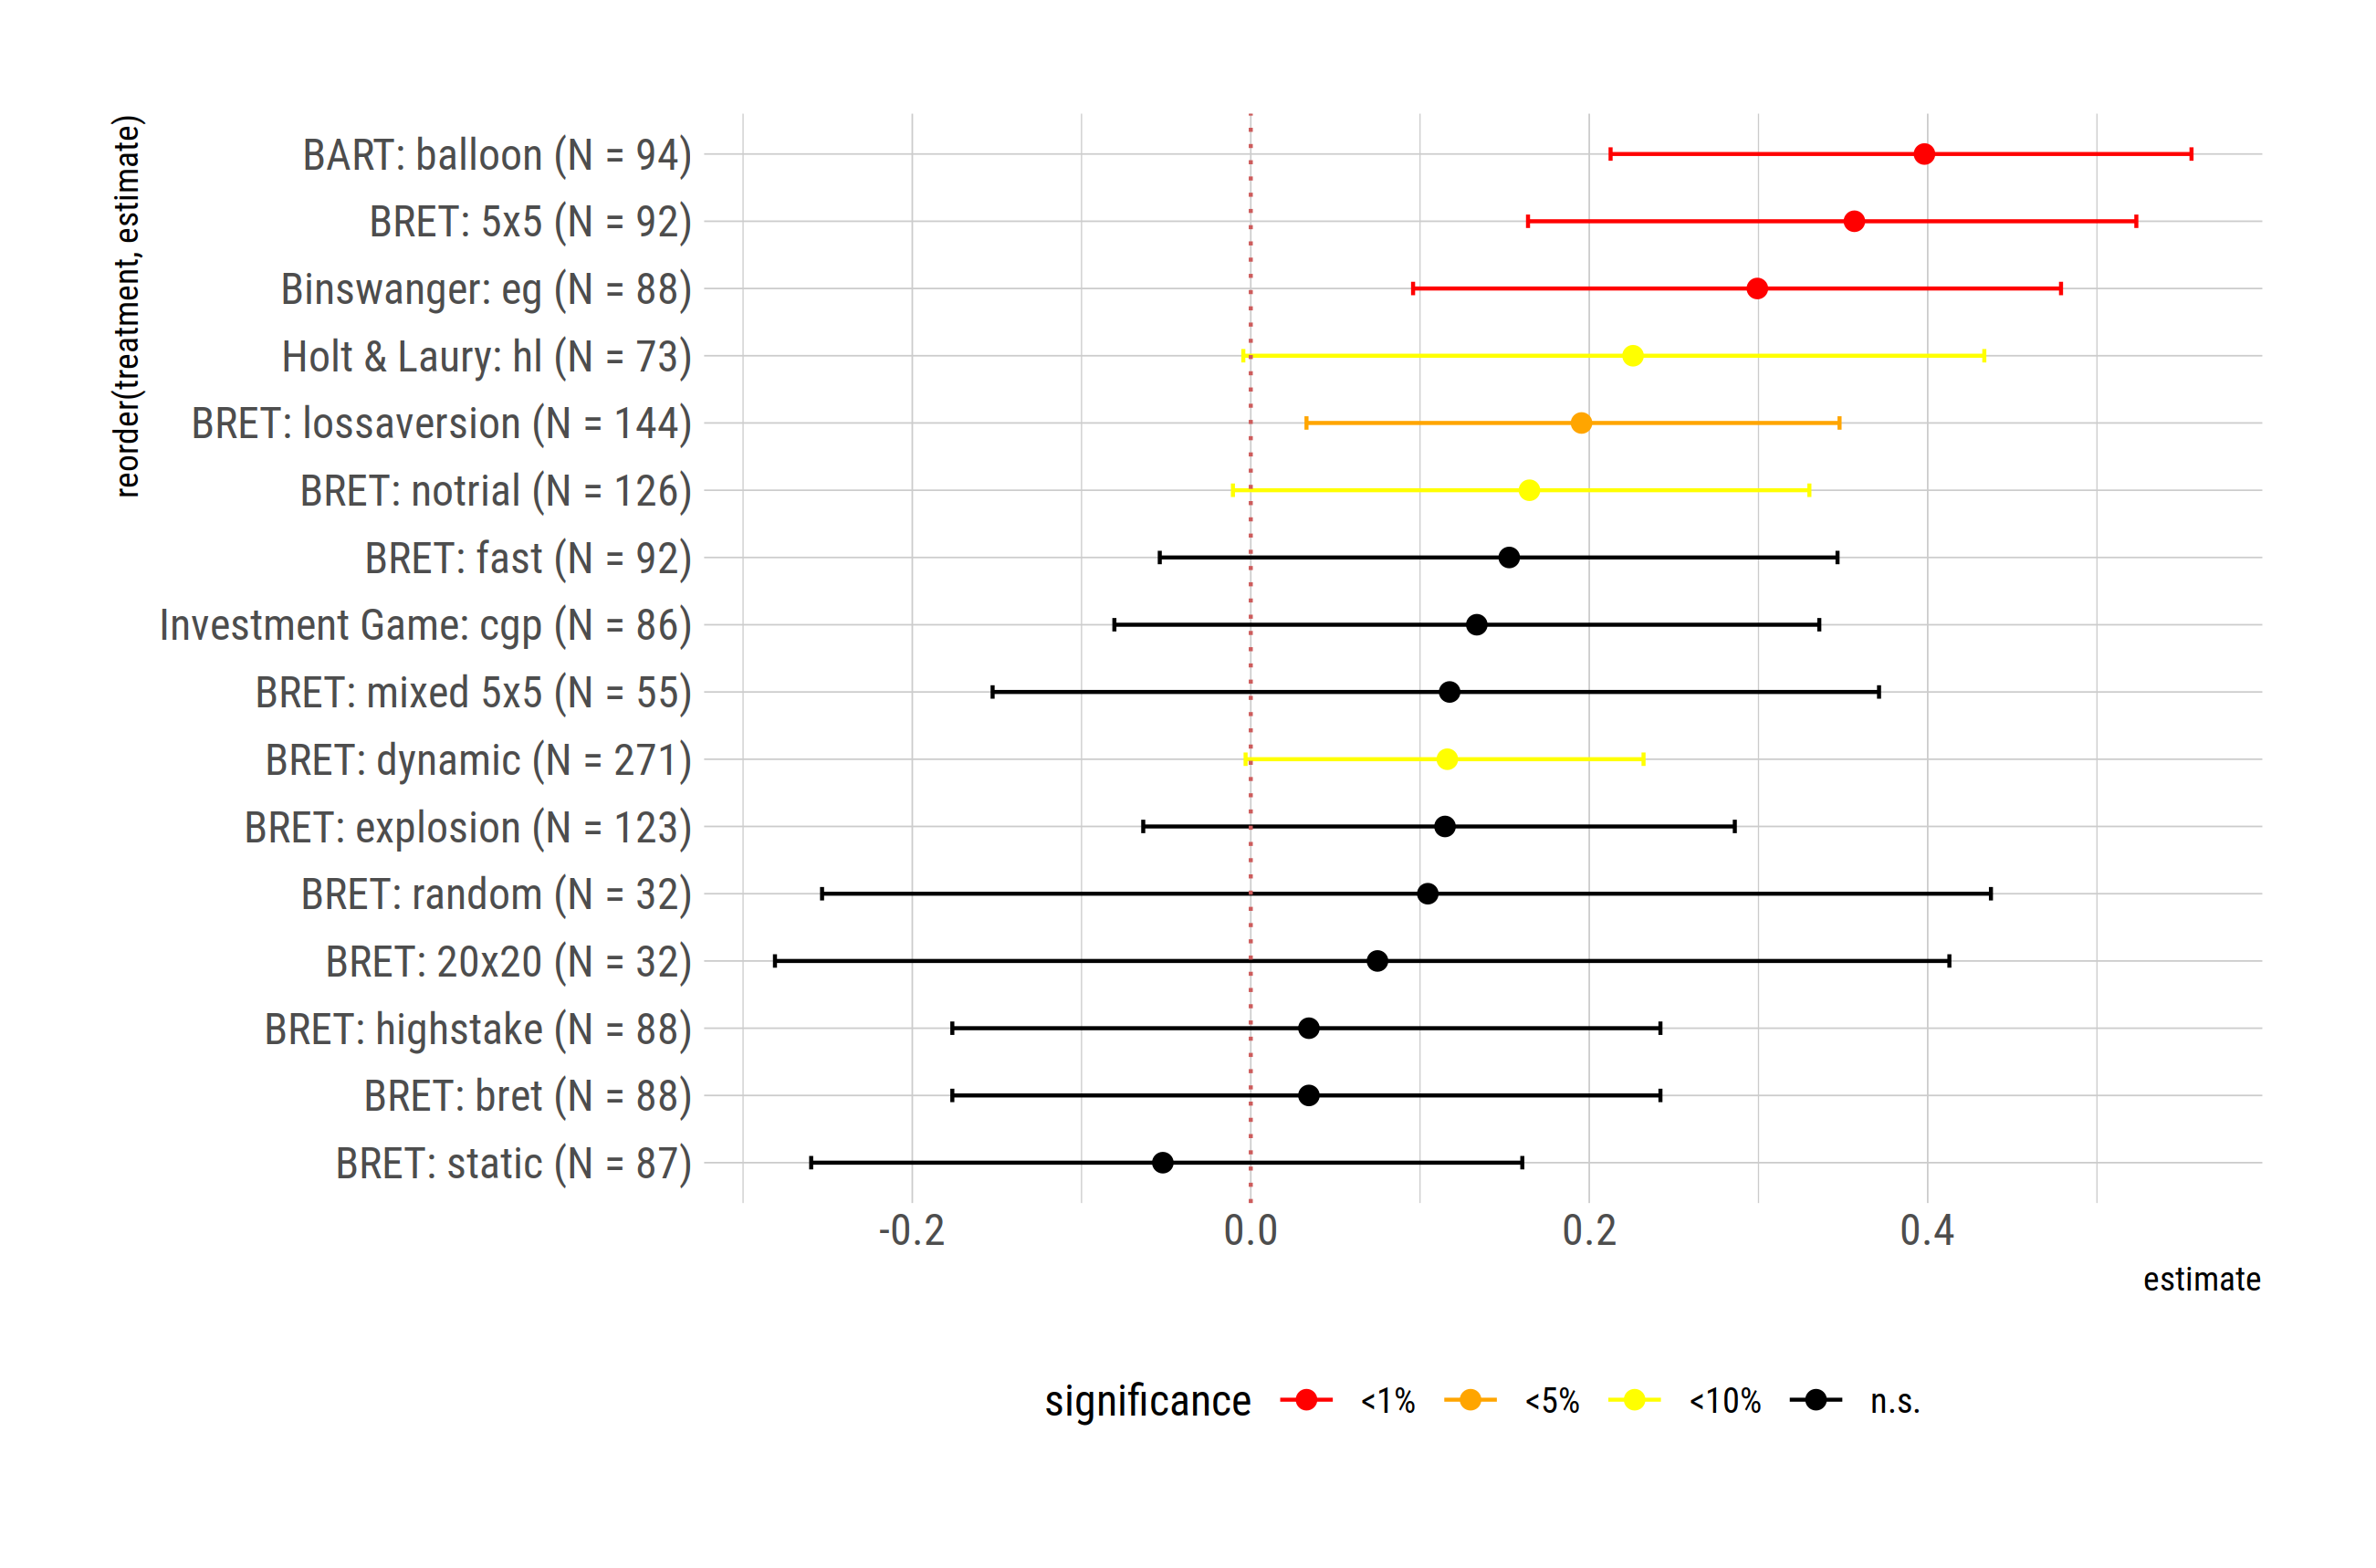 reorder(treatment, estimate)
BART: balloon (N = 94)
BRET: 5x5 (N = 92)
Binswanger: eg (N = 88)
Holt & Laury: hl (N = 73)
BRET: lossaversion (N = 144)
BRET: notrial (N = 126)
BRET: fast (N = 92)
Investment Game: cgp (N = 86)
BRET: mixed 5x5 (N = 55)
BRET: dynamic (N = 271)
BRET: explosion (N = 123)
BRET: random (N = 32)
BRET: 20x20 (N = 32)
BRET: highstake (N = 88)
BRET: bret (N = 88)
BRET: static (N = 87)
-0.2 0.0 0.2 0.4
estimate
significance <1% <5% <10% n.s.